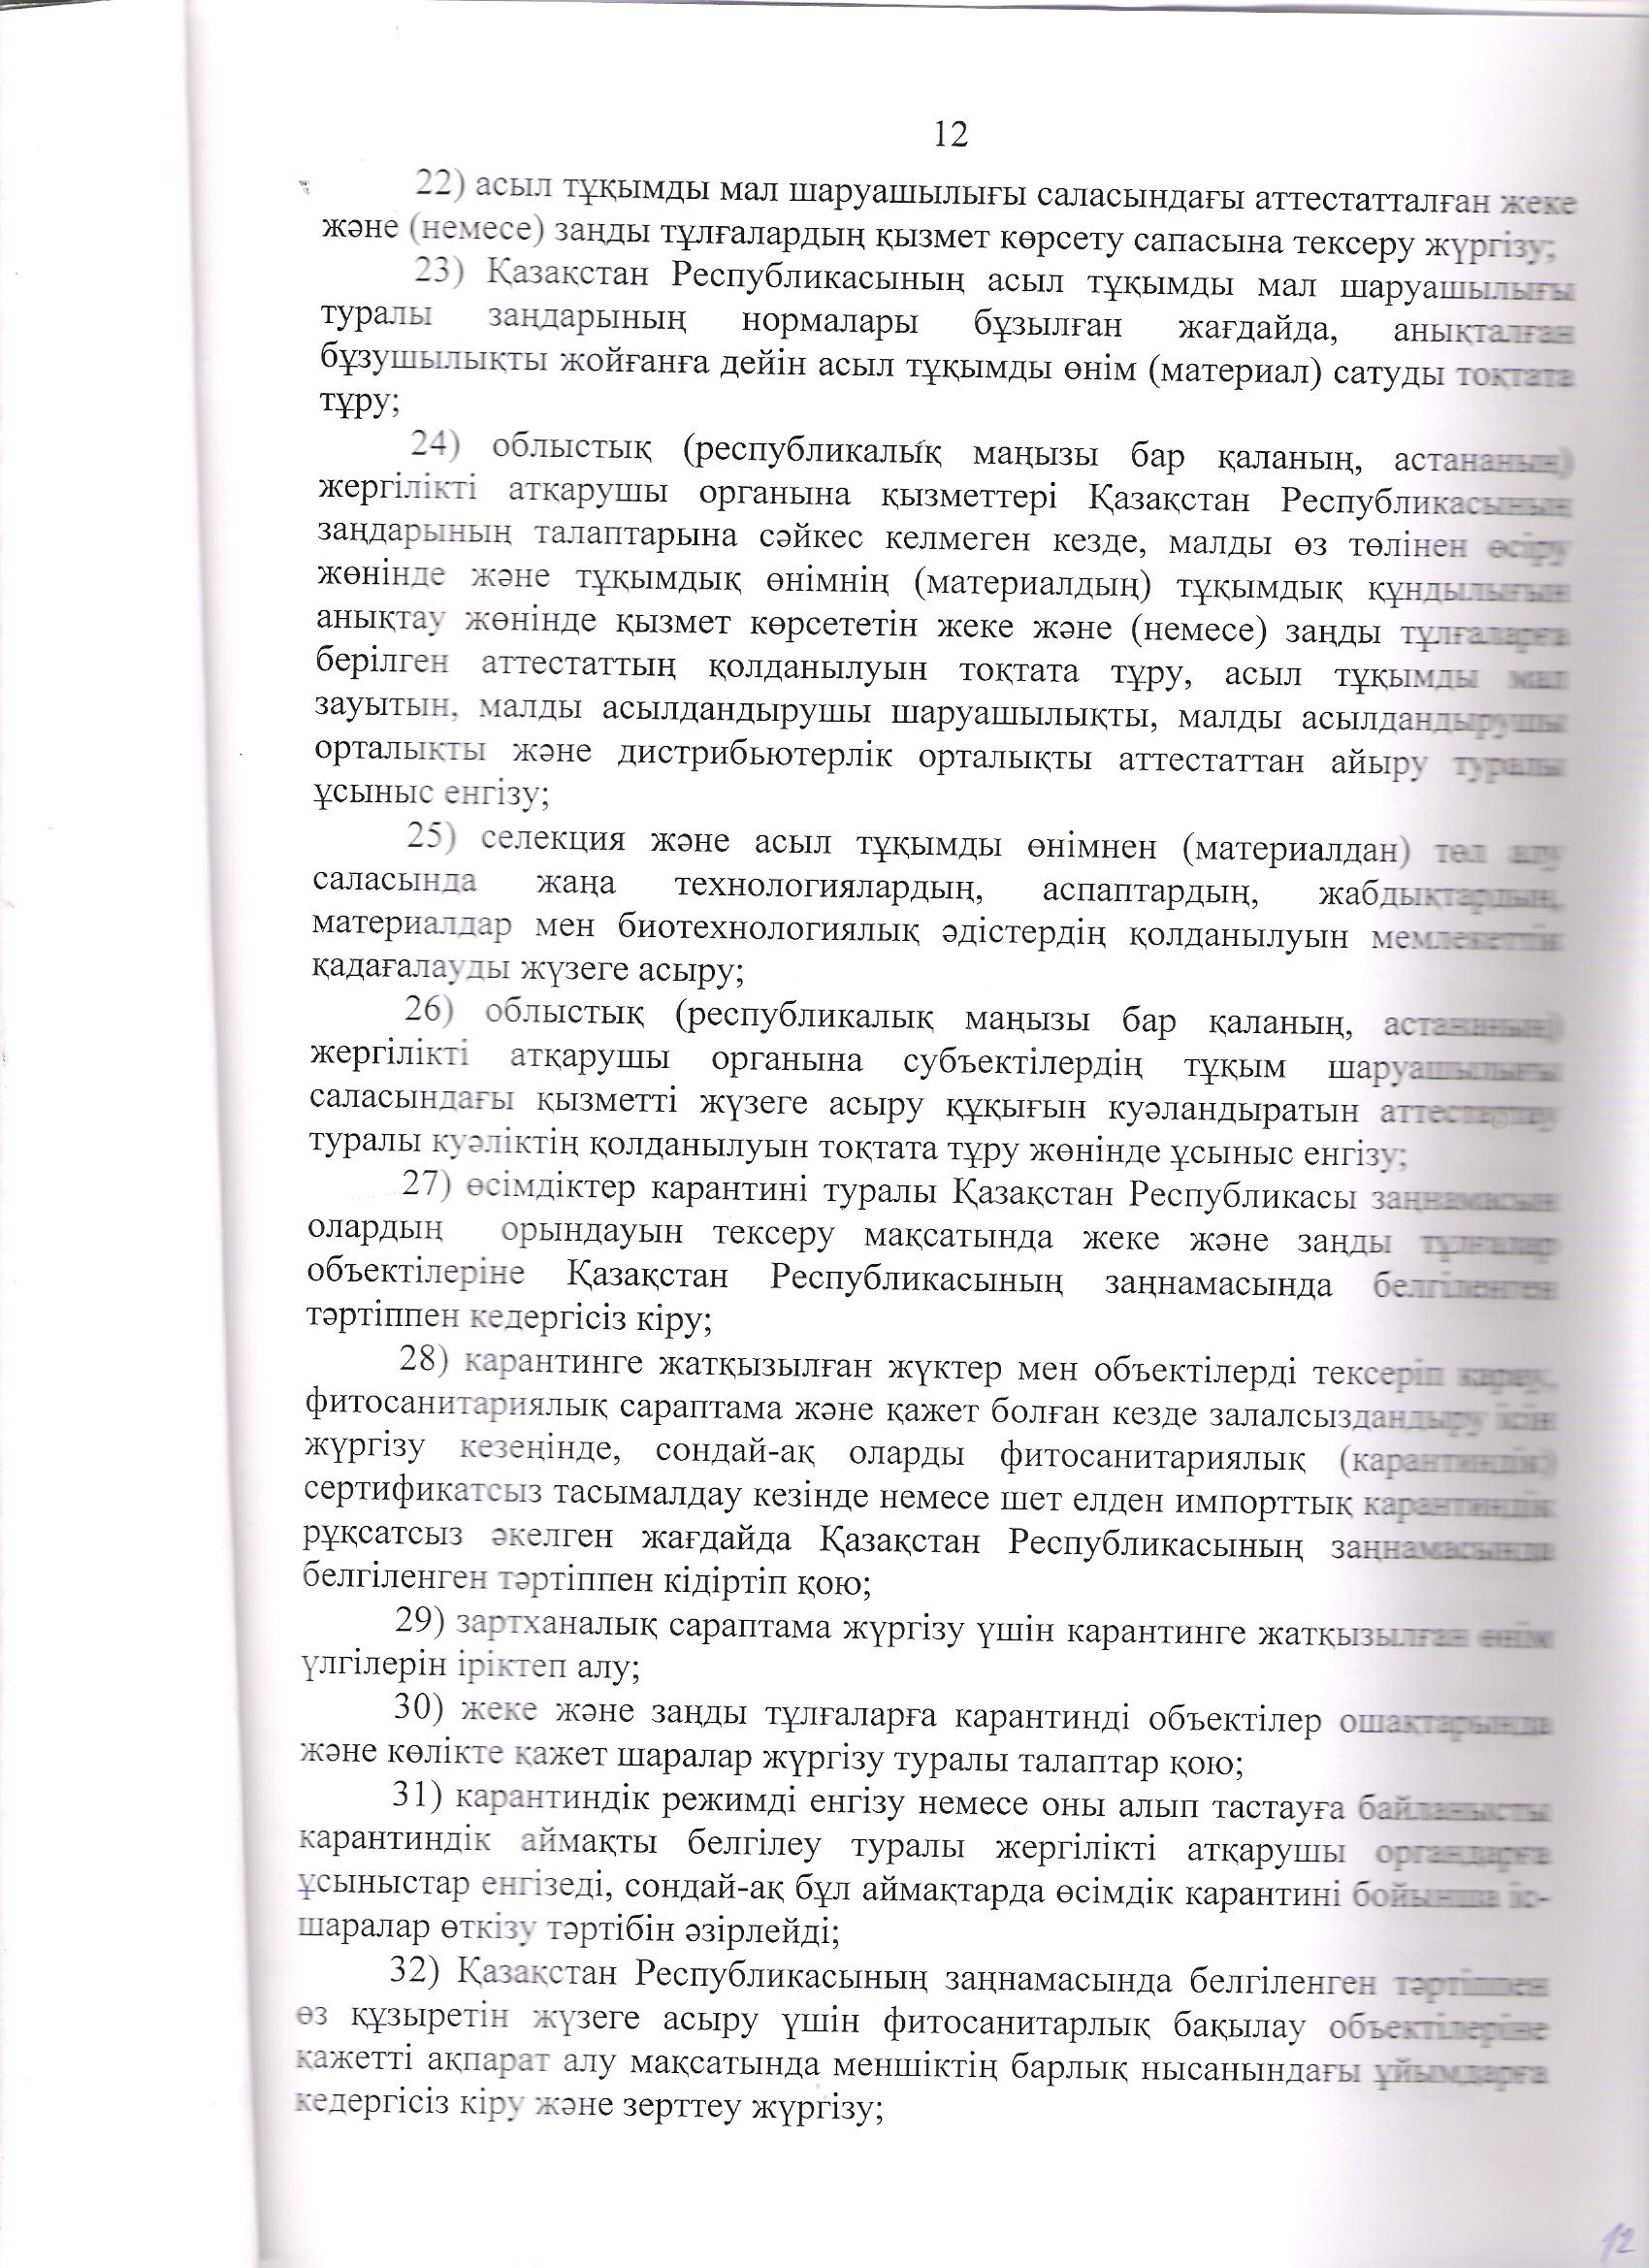 12
22) асыл тұқымды мал шаруашылығы саласындағы аттестатталған жеке
және (немесе) заңды тұлғалардың қызмет көрсету сапасына тексеру жүргізу;
23) Қазақстан Республикасының асыл тұқымды мал шаруашылығы
туралы заңдарының нормалары бұзылған жағдайда, анықталған
бұзушылықты жойғанға дейін асыл тұқымды өнім (материал) сатуды тоқтата
тұру;
24) облыстық (республикалық маңызы бар қаланың, астананың)
жергілікті атқарушы органына қызметтері Қазақстан Республикасының
заңдарының талаптарына сәйкес келмеген кезде, малды өз төлінен өсіру
жөнінде және тұқымдық өнімнің (материалдың) тұқымдық құндылығын
анықтау жөнінде қызмет көрсететін жеке және (немесе) заңды тұлғаларға
берілген аттестаттың қолданылуын тоқтата тұру, асыл тұқымды мал
зауытын, малды асылдандырушы шаруашылықты, малды асылдандырушы
орталықты және дистрибьютерлік орталықты аттестаттан айыру туралы
ұсыныс енгізу;
25) селекция және асыл тұқымды өнімнен (материалдан) төл алу
саласында жаңа технологиялардың, аспаптардың, жабдықтардың,
материалдар мен биотехнологиялық әдістердің қолданылуын мемлекеттік
қадағалауды жүзеге асыру;
26) облыстық (республикалық маңызы бар қаланың, астананың)
жергілікті атқарушы органына субъектілердің тұқым шаруашылығы
саласындағы қызметті жүзеге асыру құқығын куәландыратын аттестаттау
туралы куәліктің қолданылуын тоқтата тұру жөнінде ұсыныс енгізу;
27) өсімдіктер карантині туралы Қазақстан Республикасы заңнамасын
олардың орындауын тексеру мақсатында жеке және заңды тұлғалар
объектілеріне Қазақстан Республикасының заңнамасында белгіленген
тәртіппен кедергісіз кіру;
28) карантинге жатқызылған жүктер мен объектілерді тексеріп қарау,
фитосанитариялық сараптама және қажет болған кезде залалсыздандыру ісін
жүргізу кезеңінде, сондай-ақ оларды фитосанитариялық (карантиндік)
сертификатсыз тасымалдау кезінде немесе шет елден импорттық карантиндік
рұқсатсыз әкелген жағдайда Қазақстан Республикасының заңнамасында
белгіленген тәртіппен кідіртіп қою;
29) зартханалық сараптама жүргізу үшін карантинге жатқызылған өнім
үлгілерін іріктеп алу;
30) жеке және заңды тұлғаларға карантинді объектілер ошақтарында
және көлікте қажет шаралар жүргізу туралы талаптар қою;
31) карантиндік режимді енгізу немесе оны алып тастауға байланысты
карантиндік аймақты белгілеу туралы жергілікті атқарушы органдарға
ұсыныстар енгізеді, сондай-ақ бұл аймақтарда өсімдік карантині бойынша іс-
шаралар өткізу тәртібін әзірлейді;
32) Қазақстан Республикасының заңнамасында белгіленген тәртіппен
өз құзыретін жүзеге асыру үшін фитосанитарлық бақылау объектілеріне
қажетті ақпарат алу мақсатында меншіктің барлық нысанындағы ұйымдарға
кедергісіз кіру және зерттеу жүргізу;
12